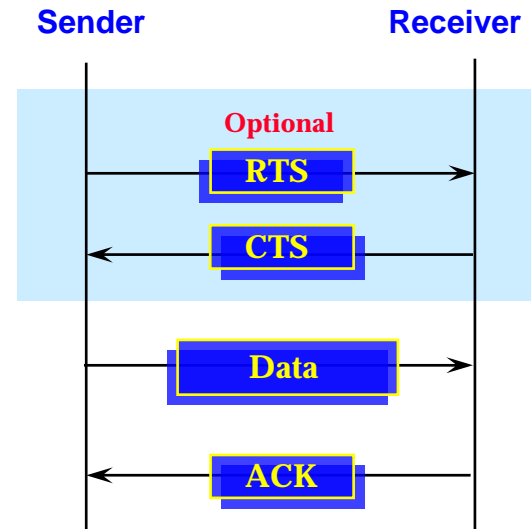 Sender Receiver
Optional
RTS
CTS
Data
ACK